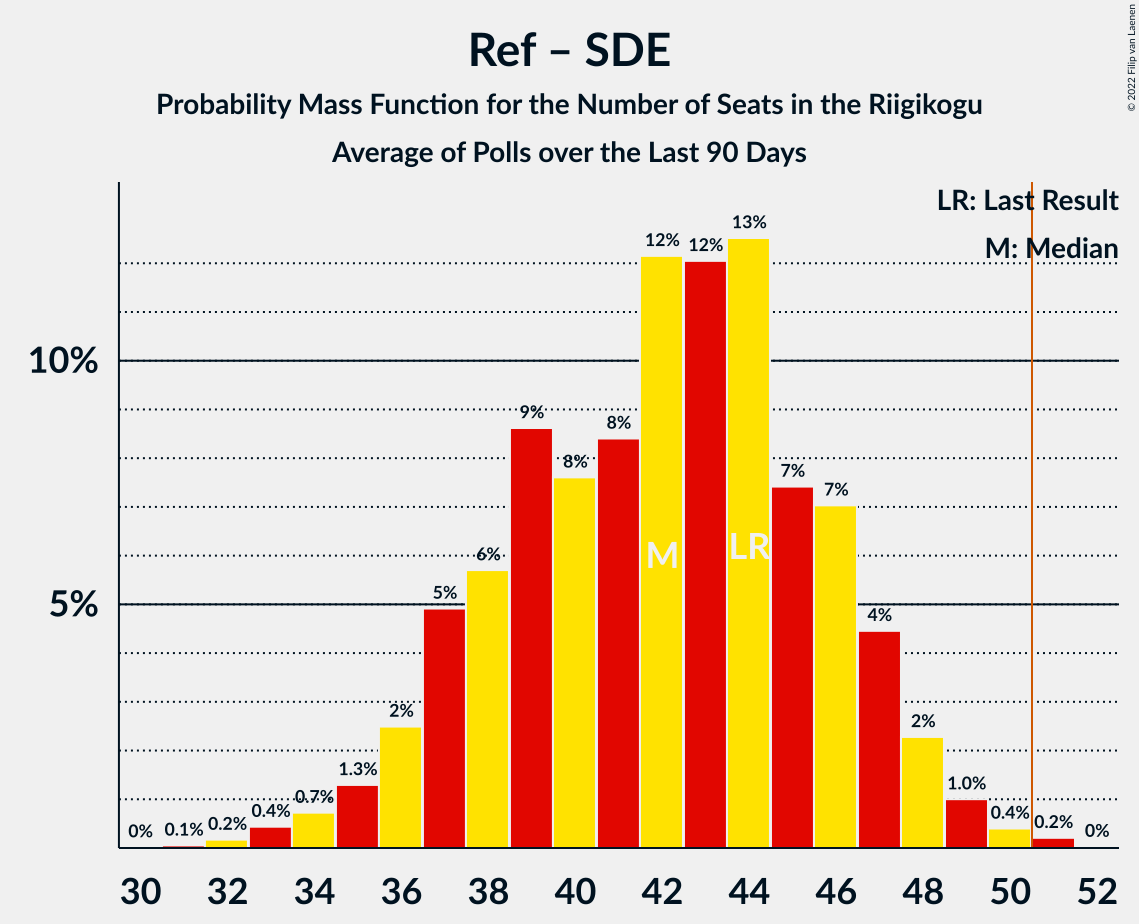 Ref – SDE
Probability Mass Function for the Number of Seats in the Riigikogu
Average of Polls over the Last 90 Days
© 2022 Filip van Laenen
LR: Last Result
M: Median
10%
5%
0% 0.1% 0.2% 0.4% 0.7% 1.3% 2% 5% 6% 9% 8% 8% 12% 12% 13% 7% 7% 4% 2% 1.0% 0.4% 0.2% 0%
M LR
30 32 34 36 38 40 42 44 46 48 50 52